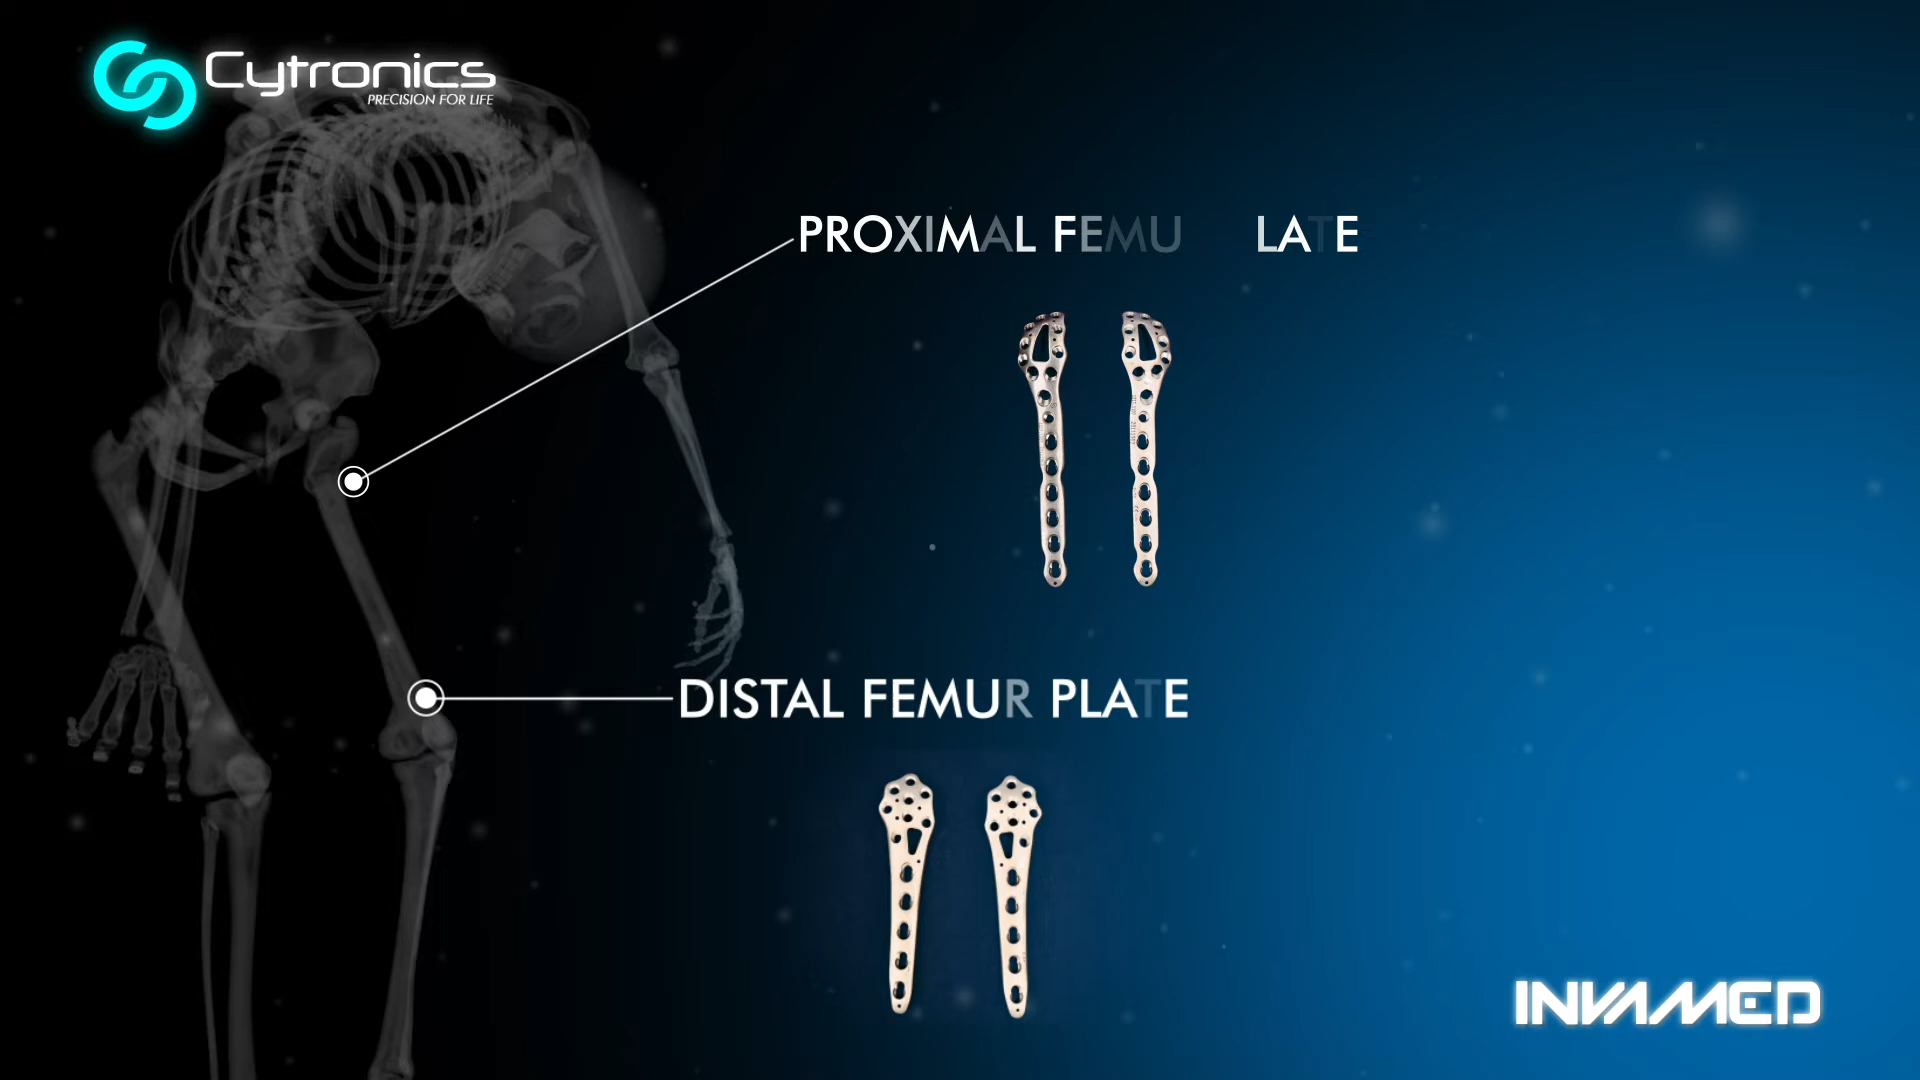 Cytronics
PRECISION FOR LIFE
PROXIMAL FEMU LATE
DISTAL FEMUR PLATE
INVAMED